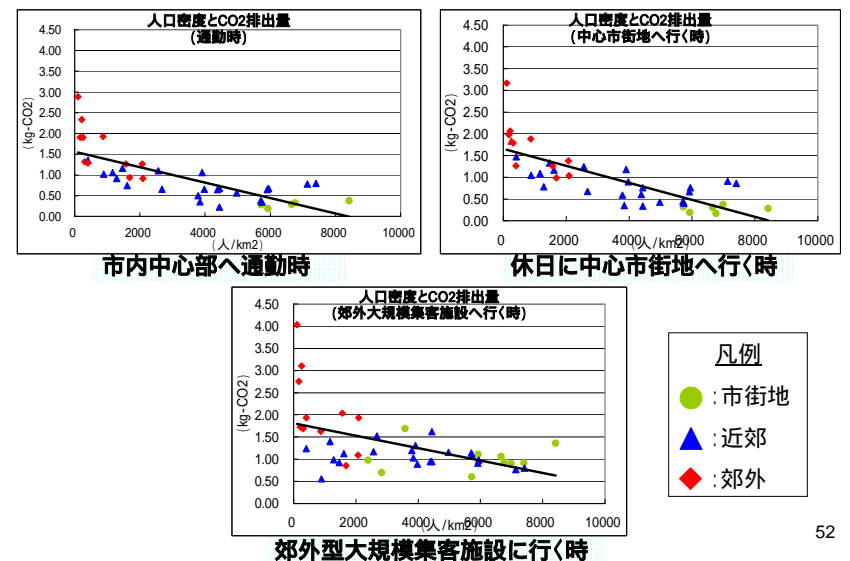 人口密度とCO2排出量
(通勤時)
4.50
4.00
3.50
3.00
2.50
2.00
1.50
1.00
0.50
0.00
(kg-CO2)
0 2000 4000 6000 8000 10000
(人/km2)
市内中心部へ通勤時
人口密度とCO2排出量
(中心市街地へ行く時)
4.50
4.00
3.50
3.00
2.50
2.00
1.50
1.00
0.50
0.00
(kg-CO2)
0 2000 4000 6000 8000 10000
(人/km2)
休日に中心市街地へ行く時
人口密度とCO2排出量
(郊外大規模集客施設へ行く時)
4.50
4.00
3.50
3.00
2.50
2.00
1.50
1.00
0.50
0.00
(kg-CO2)
0 2000 4000 6000 8000 10000
(人/km2)
郊外型大規模集客施設に行く時
凡例
:市街地
:近郊
:郊外
52